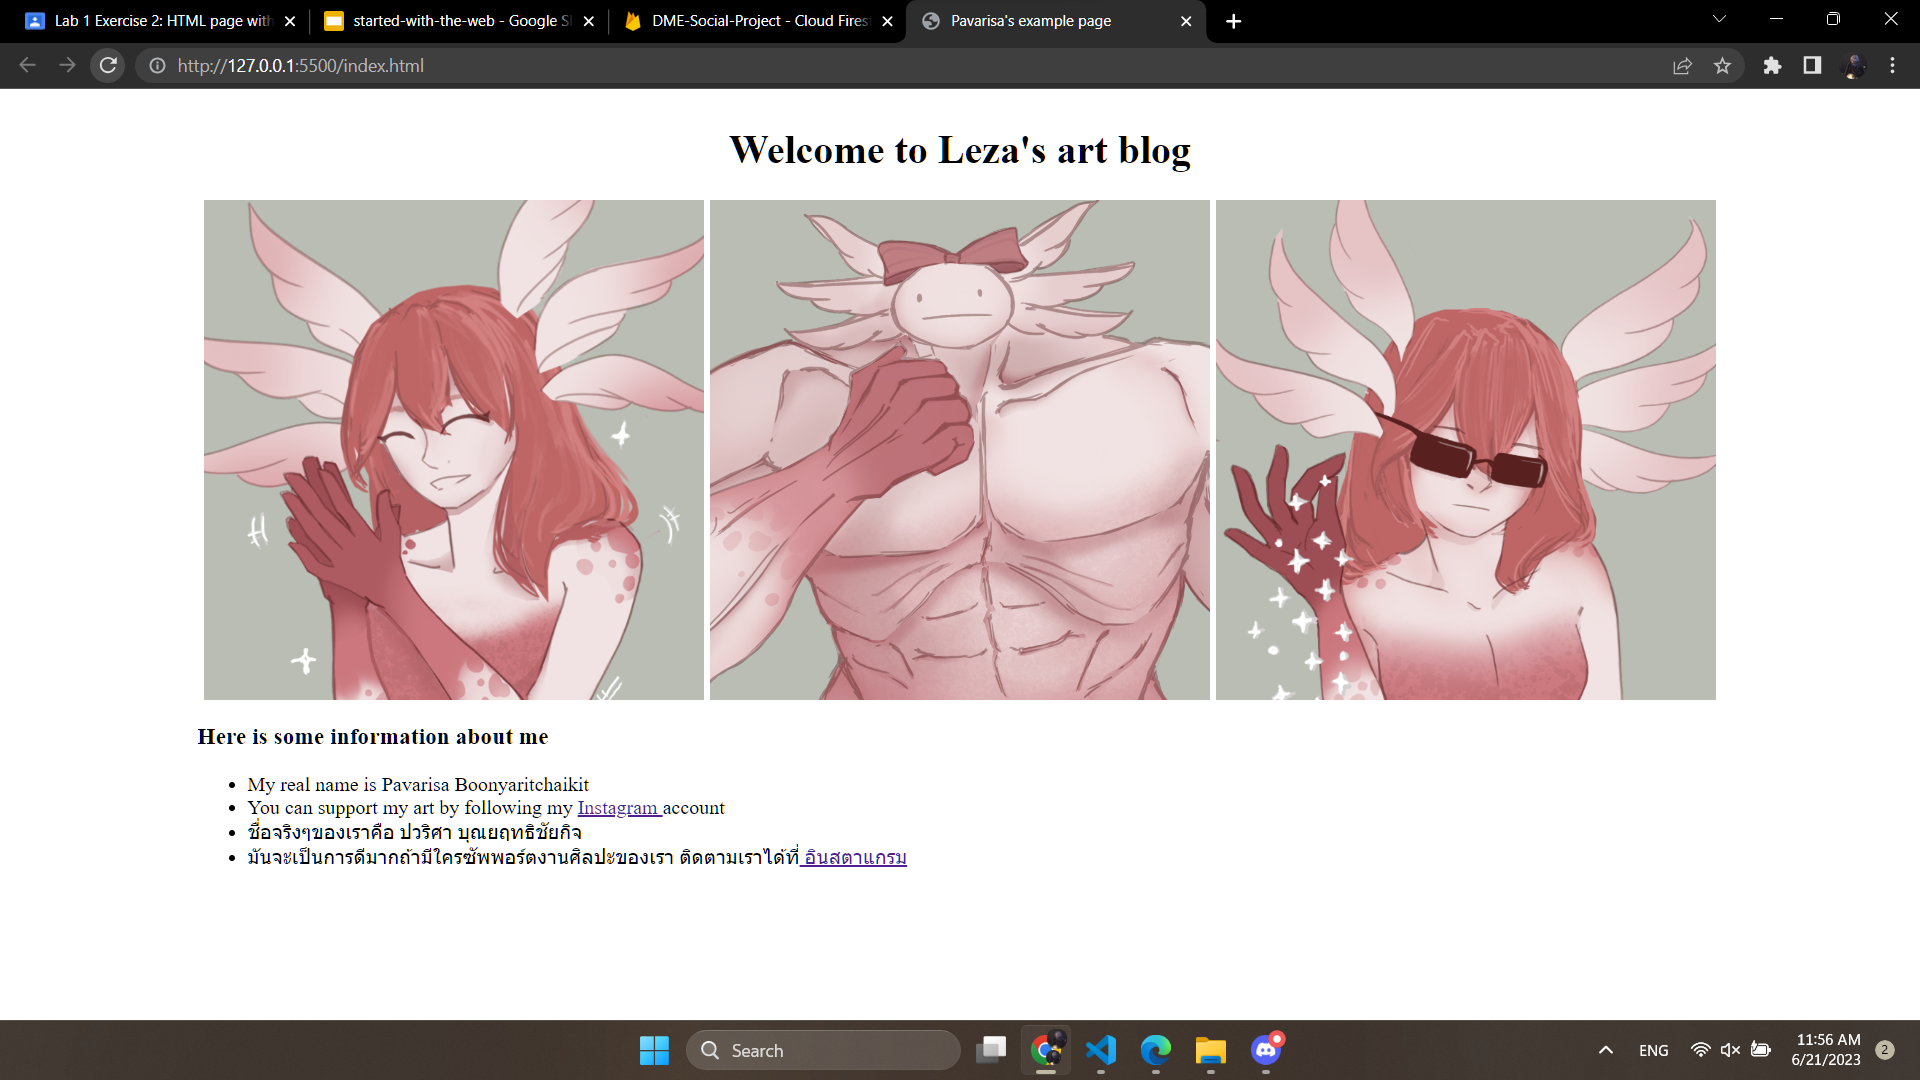 Lab 1 Exercise 2: HTML page with
started-with-the-web - Google Sl
DME-Social-Project - Cloud Fires
Pavarisa's example page
http://127.0.0.1:5500/index.html
Welcome to Leza's art blog
Here is some information about me
My real name is Pavarisa Boonyaritchaikit
You can support my art by following my Instagram account
ชื่อจริงๆของเราคือ ปวริศา บุณยฤทธิชัยกิจ
มันจะเป็นการดีมากถ้ามีใครซัพพอร์ตงานศิลปะของเรา ติดตามเราได้ที่ อินสตาแกรม
Search
ENG
11:56 AM
6/21/2023
2